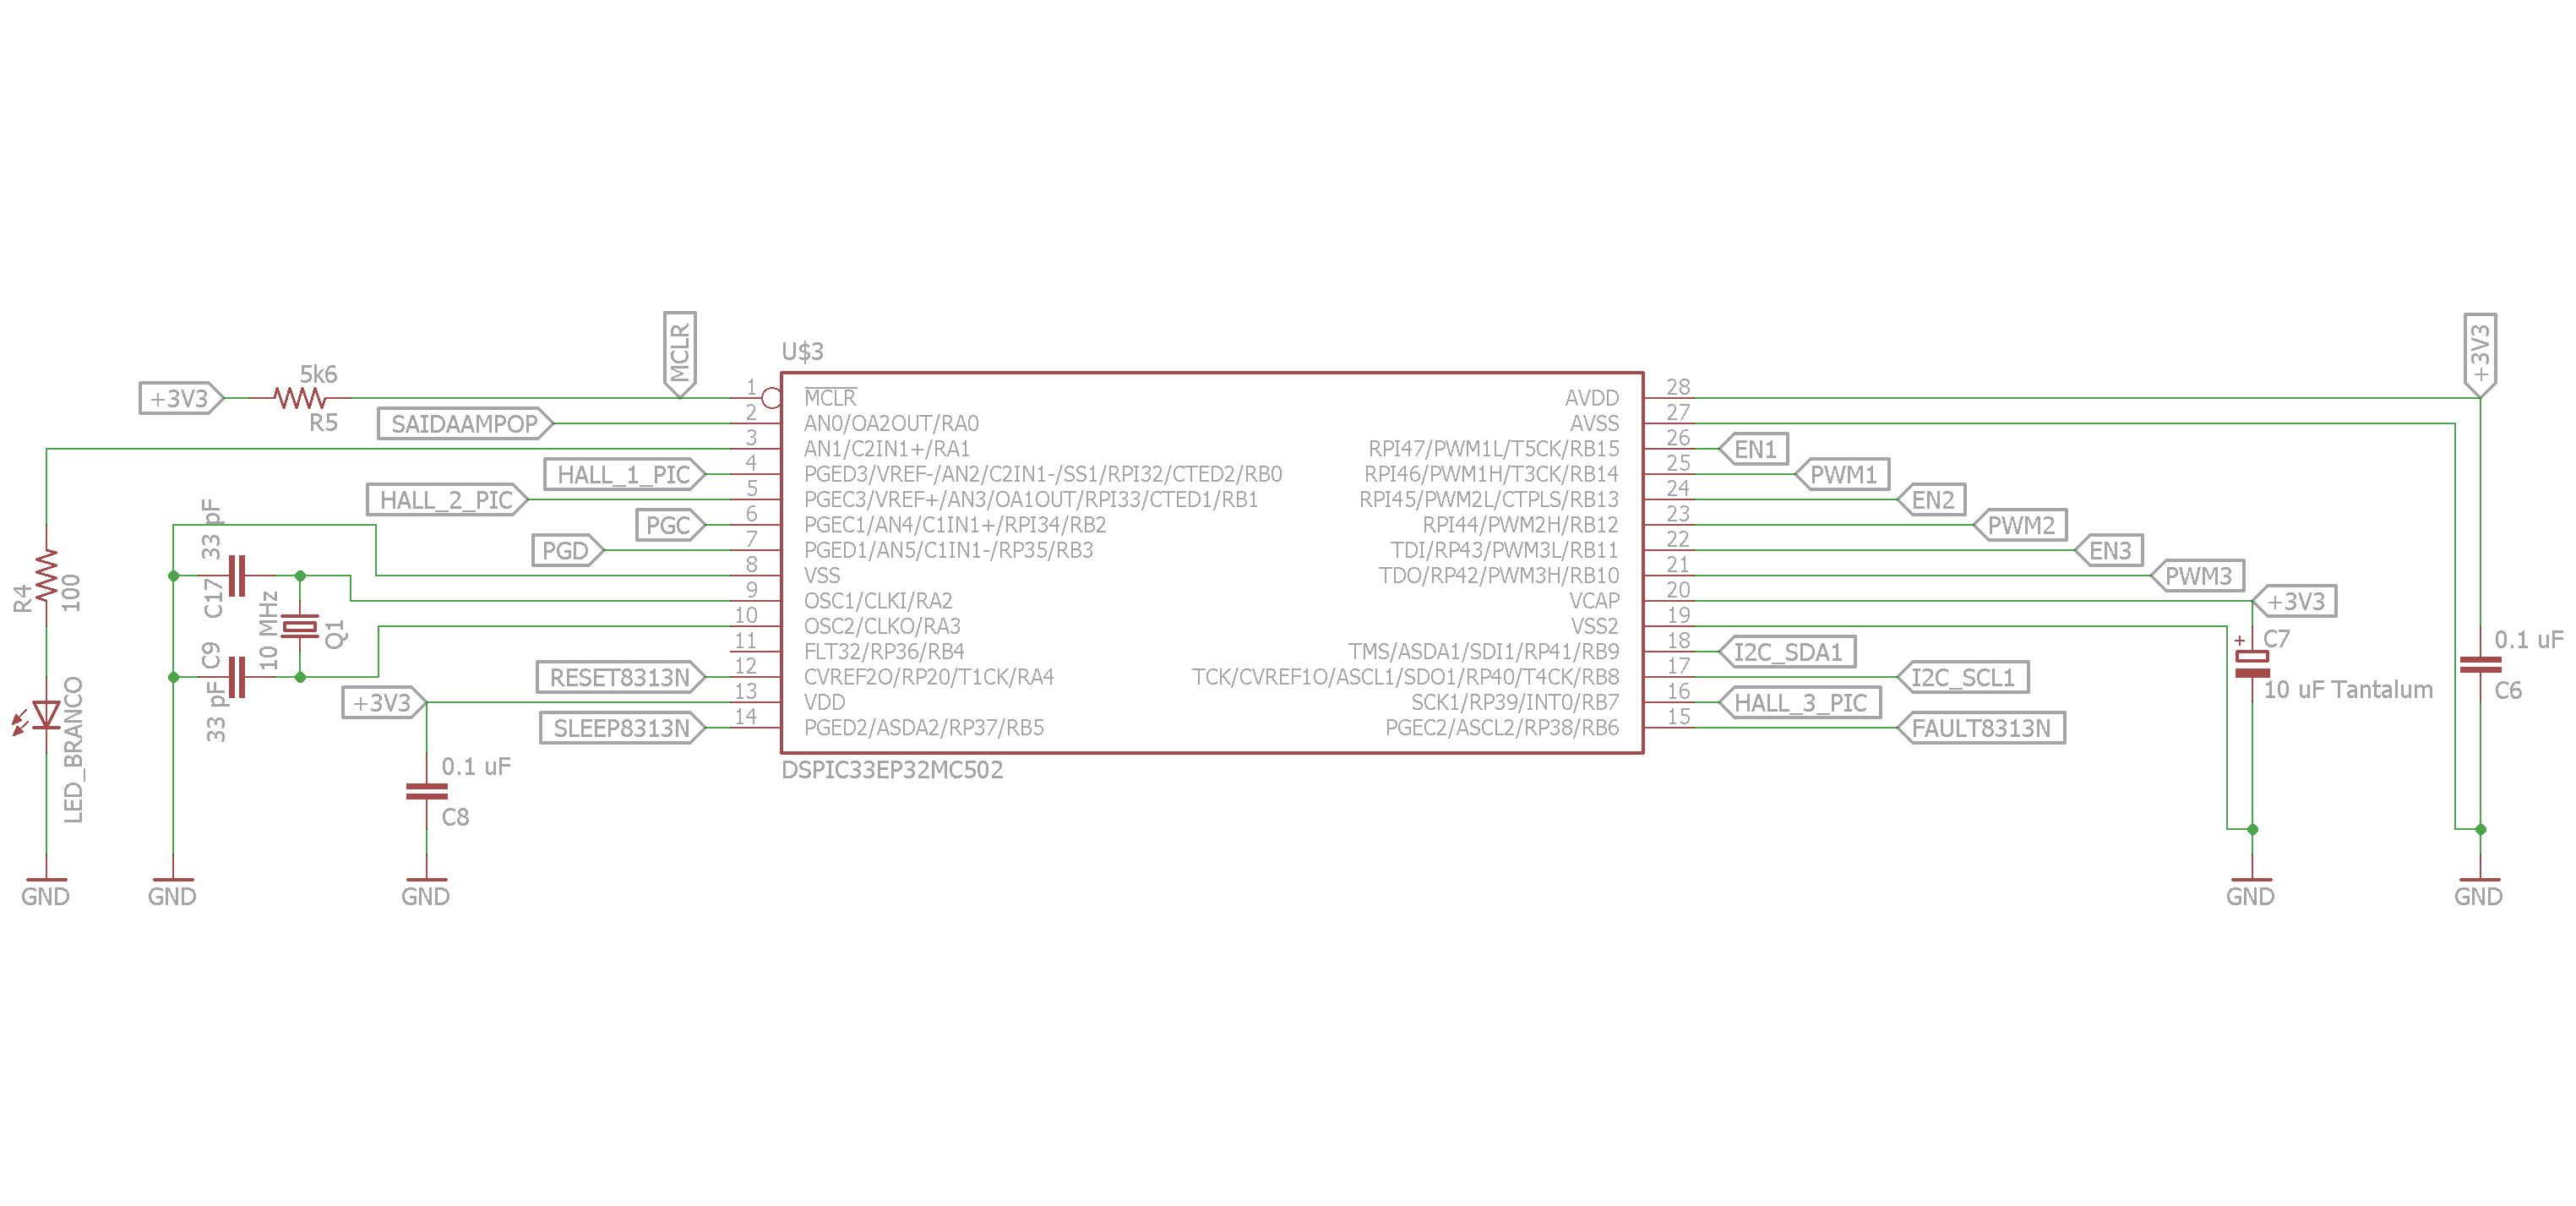 U$3
DSPIC33EP32MC502
+3V3
5k6
R5
MCLR
SAIDAAMPOP
HALL_1_PIC
HALL_2_PIC
PGC
PGD
RESET8313N
+3V3
SLEEP8313N
R4
100
LED_BRANCO
GND
33 pF
C17
C9
33 pF
10 MHz
Q1
GND
0.1 uF
C8
GND
1 MCLR
2 AN0/OA2OUT/RA0
3 AN1/C2IN1+/RA1
4 PGED3/VREF-/AN2/C2IN1-/SS1/RPI32/CTED2/RB0
5 PGEC3/VREF+/AN3/OA1OUT/RPI33/CTED1/RB1
6 PGEC1/AN4/C1IN1+/RPI34/RB2
7 PGED1/AN5/C1IN1-/RP35/RB3
8 VSS
9 OSC1/CLKI/RA2
10 OSC2/CLKO/RA3
11 FLT32/RP36/RB4
12 CVREF2O/RP20/T1CK/RA4
13 VDD
14 PGED2/ASDA2/RP37/RB5
AVDD 28
AVSS 27
RPI47/PWM1L/T5CK/RB15 26
RPI46/PWM1H/T3CK/RB14 25
RPI45/PWM2L/CTPLS/RB13 24
RPI44/PWM2H/RB12 23
TDI/RP43/PWM3L/RB11 22
TDO/RP42/PWM3H/RB10 21
VCAP 20
VSS2 19
TMS/ASDA1/SDI1/RP41/RB9 18
TCK/CVREF1O/ASCL1/SDO1/RP40/T4CK/RB8 17
SCK1/RP39/INT0/RB7 16
PGEC2/ASCL2/RP38/RB6 15
EN1
PWM1
EN2
PWM2
EN3
PWM3
+3V3
I2C_SDA1
I2C_SCL1
HALL_3_PIC
FAULT8313N
+
C7
10 uF Tantalum
GND
+3V3
0.1 uF
C6
GND